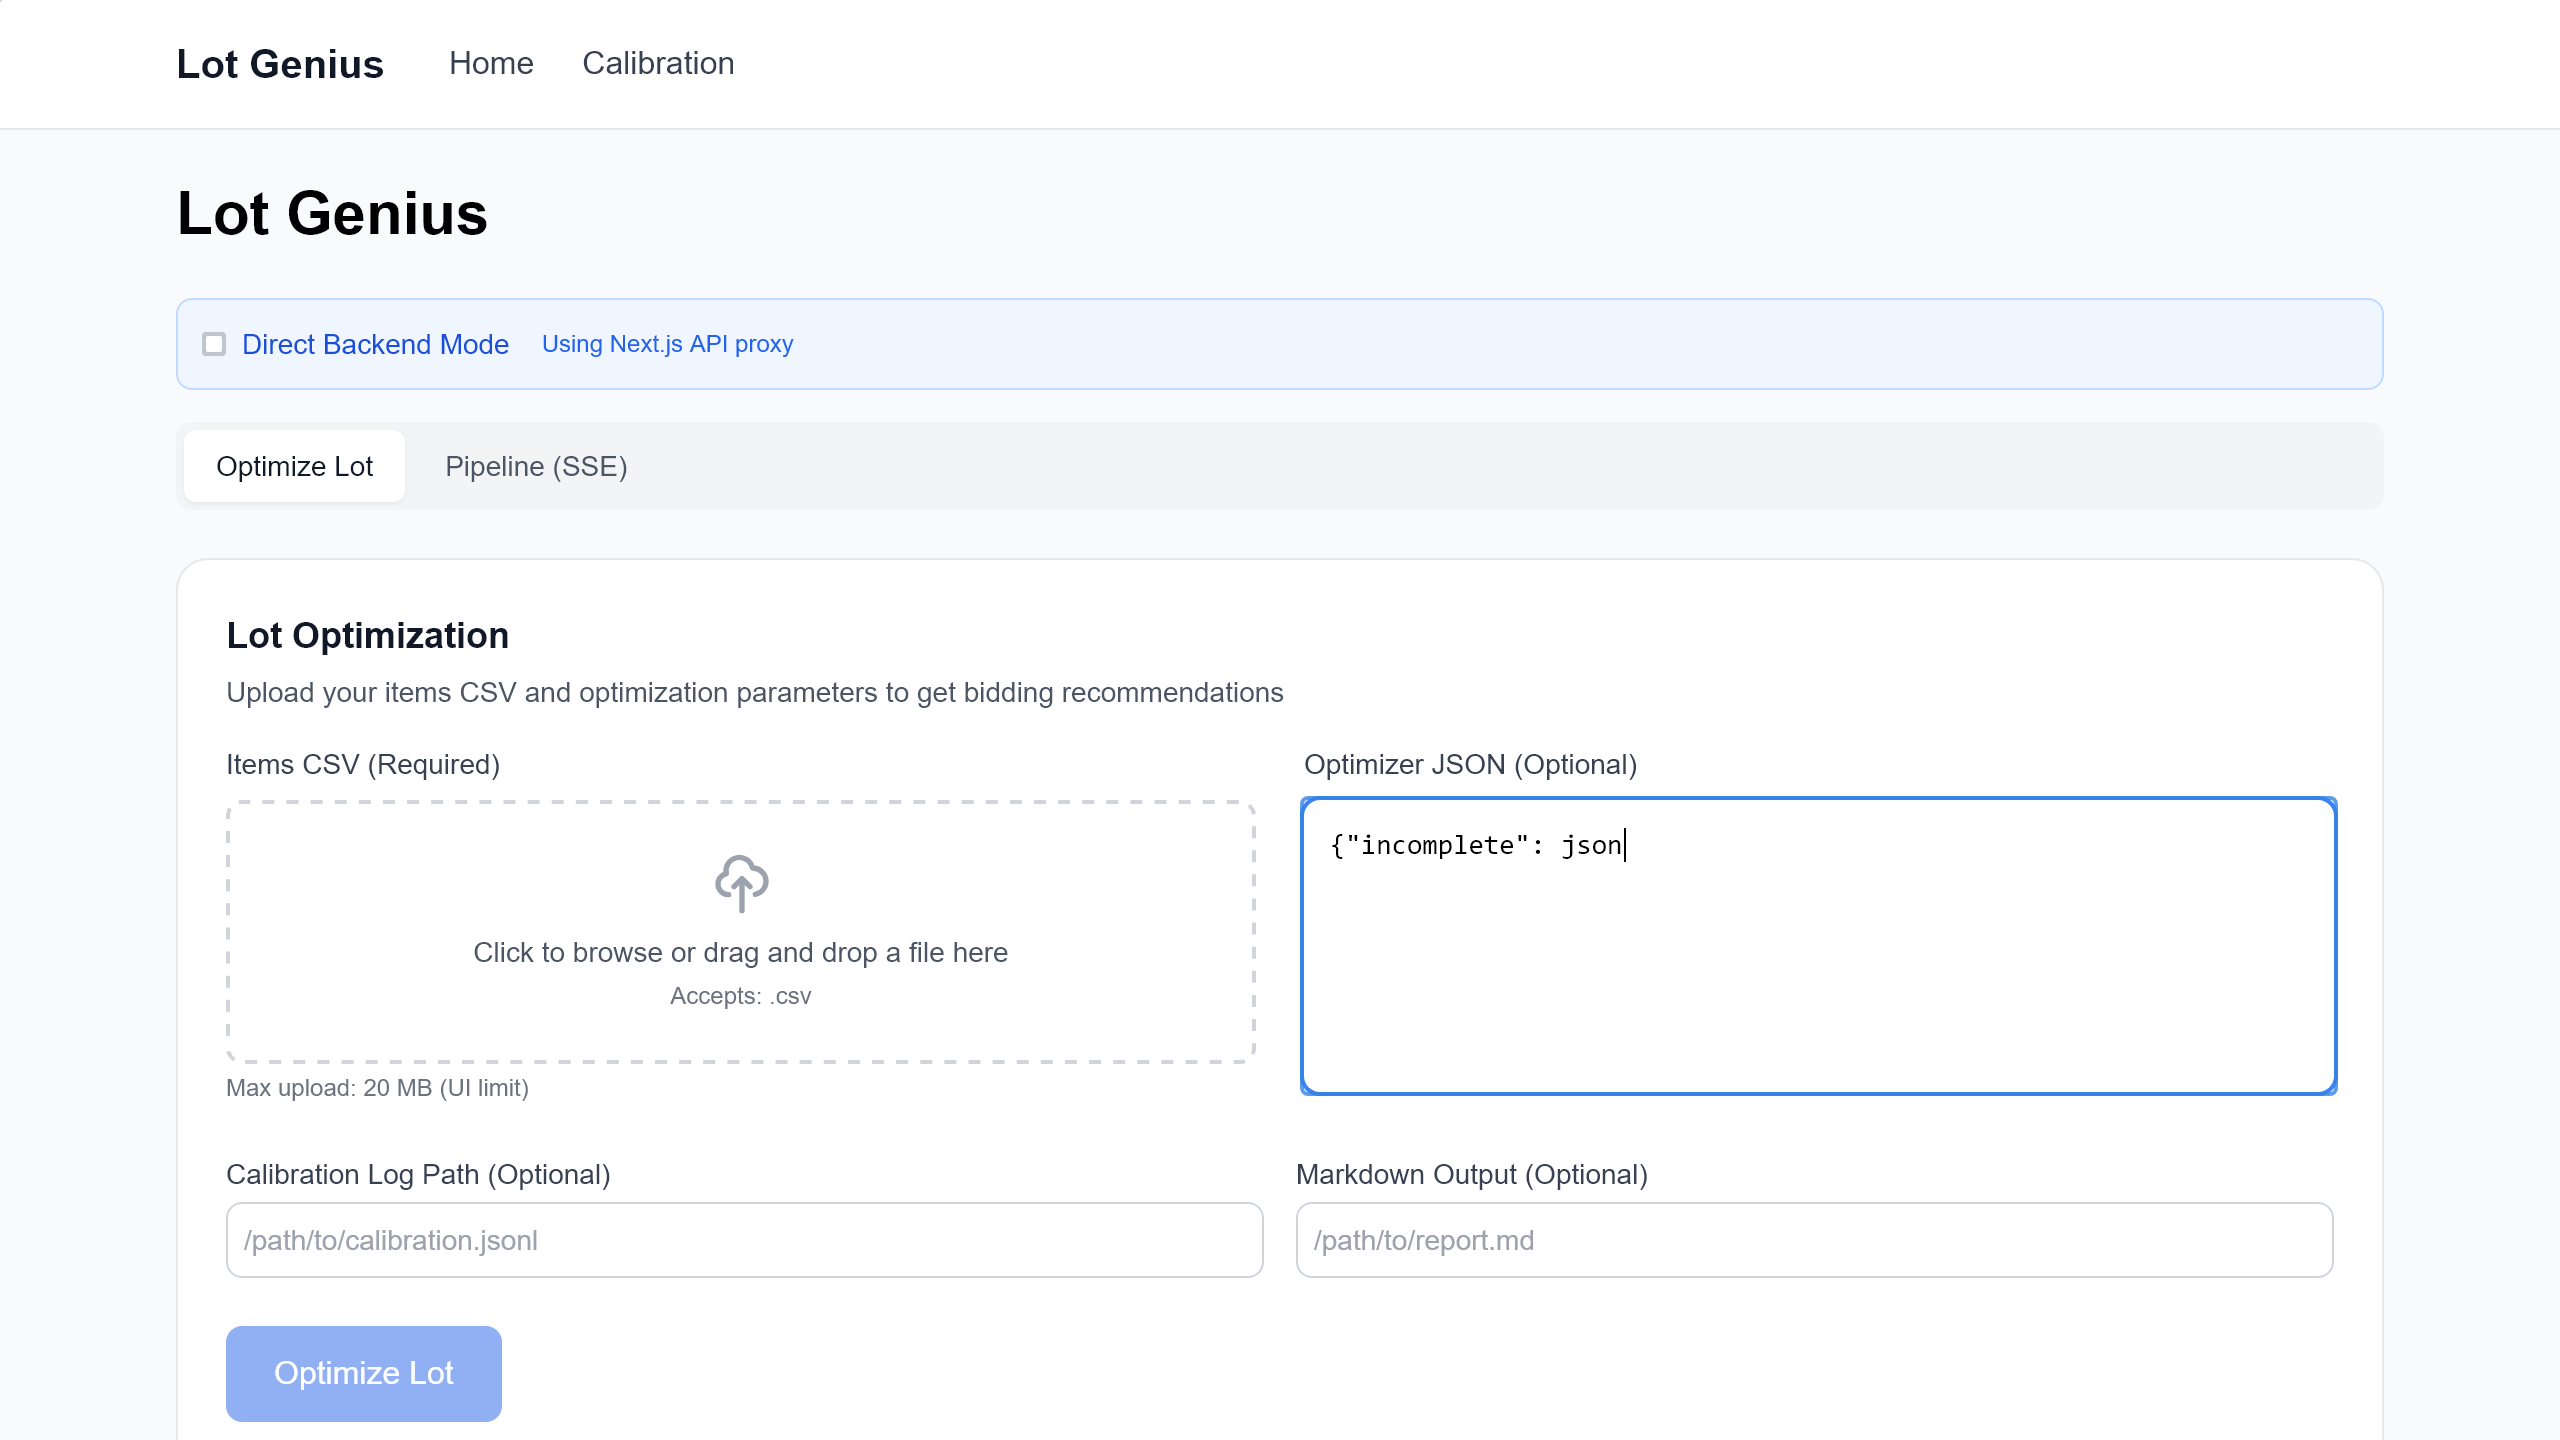 Lot Genius Home Calibration
Lot Genius
Direct Backend Mode Using Next.js API proxy
Optimize Lot Pipeline (SSE)
Lot Optimization
Upload your items CSV and optimization parameters to get bidding recommendations
Items CSV (Required)
Click to browse or drag and drop a file here
Accepts: .csv
Max upload: 20 MB (UI limit)
Optimizer JSON (Optional)
{"incomplete": json
Calibration Log Path (Optional)
/path/to/calibration.jsonl
Markdown Output (Optional)
/path/to/report.md
Optimize Lot